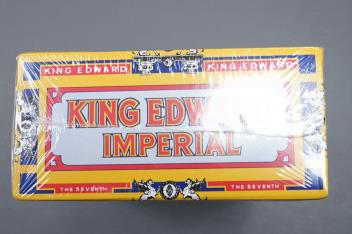 KING EDWARD KING EDWARD
KING EDWARD
IMPERIAL
THE SEVENTH THE SEVENTH